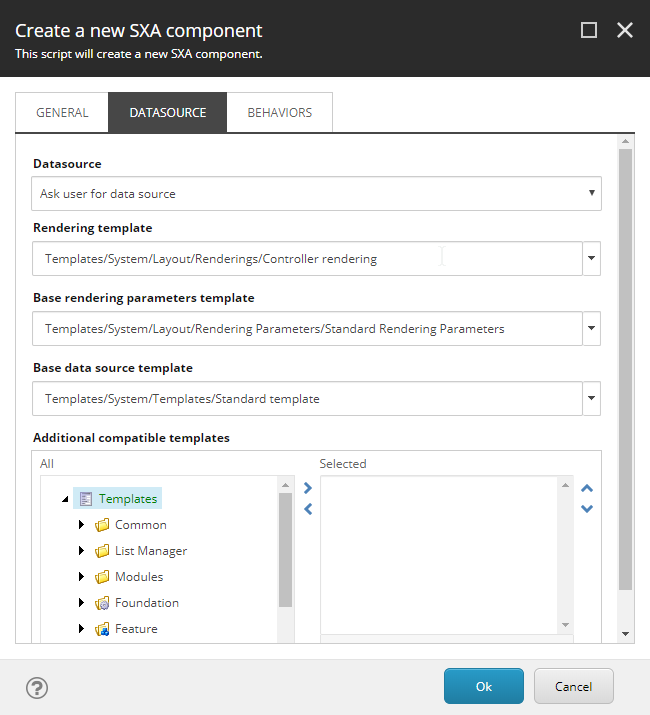 Create a new SXA component
This script will create a new SXA component.
GENERAL
DATASOURCE
BEHAVIORS
Datasource
Ask user for data source
Rendering template
Templates/System/Layout/Renderings/Controller rendering
Base rendering parameters template
Templates/System/Layout/Rendering Parameters/Standard Rendering Parameters
Base data source template
Templates/System/Templates/Standard template
Additional compatible templates
All
Selected
Templates
Common
List Manager
Modules
Foundation
Feature
?
Ok
Cancel